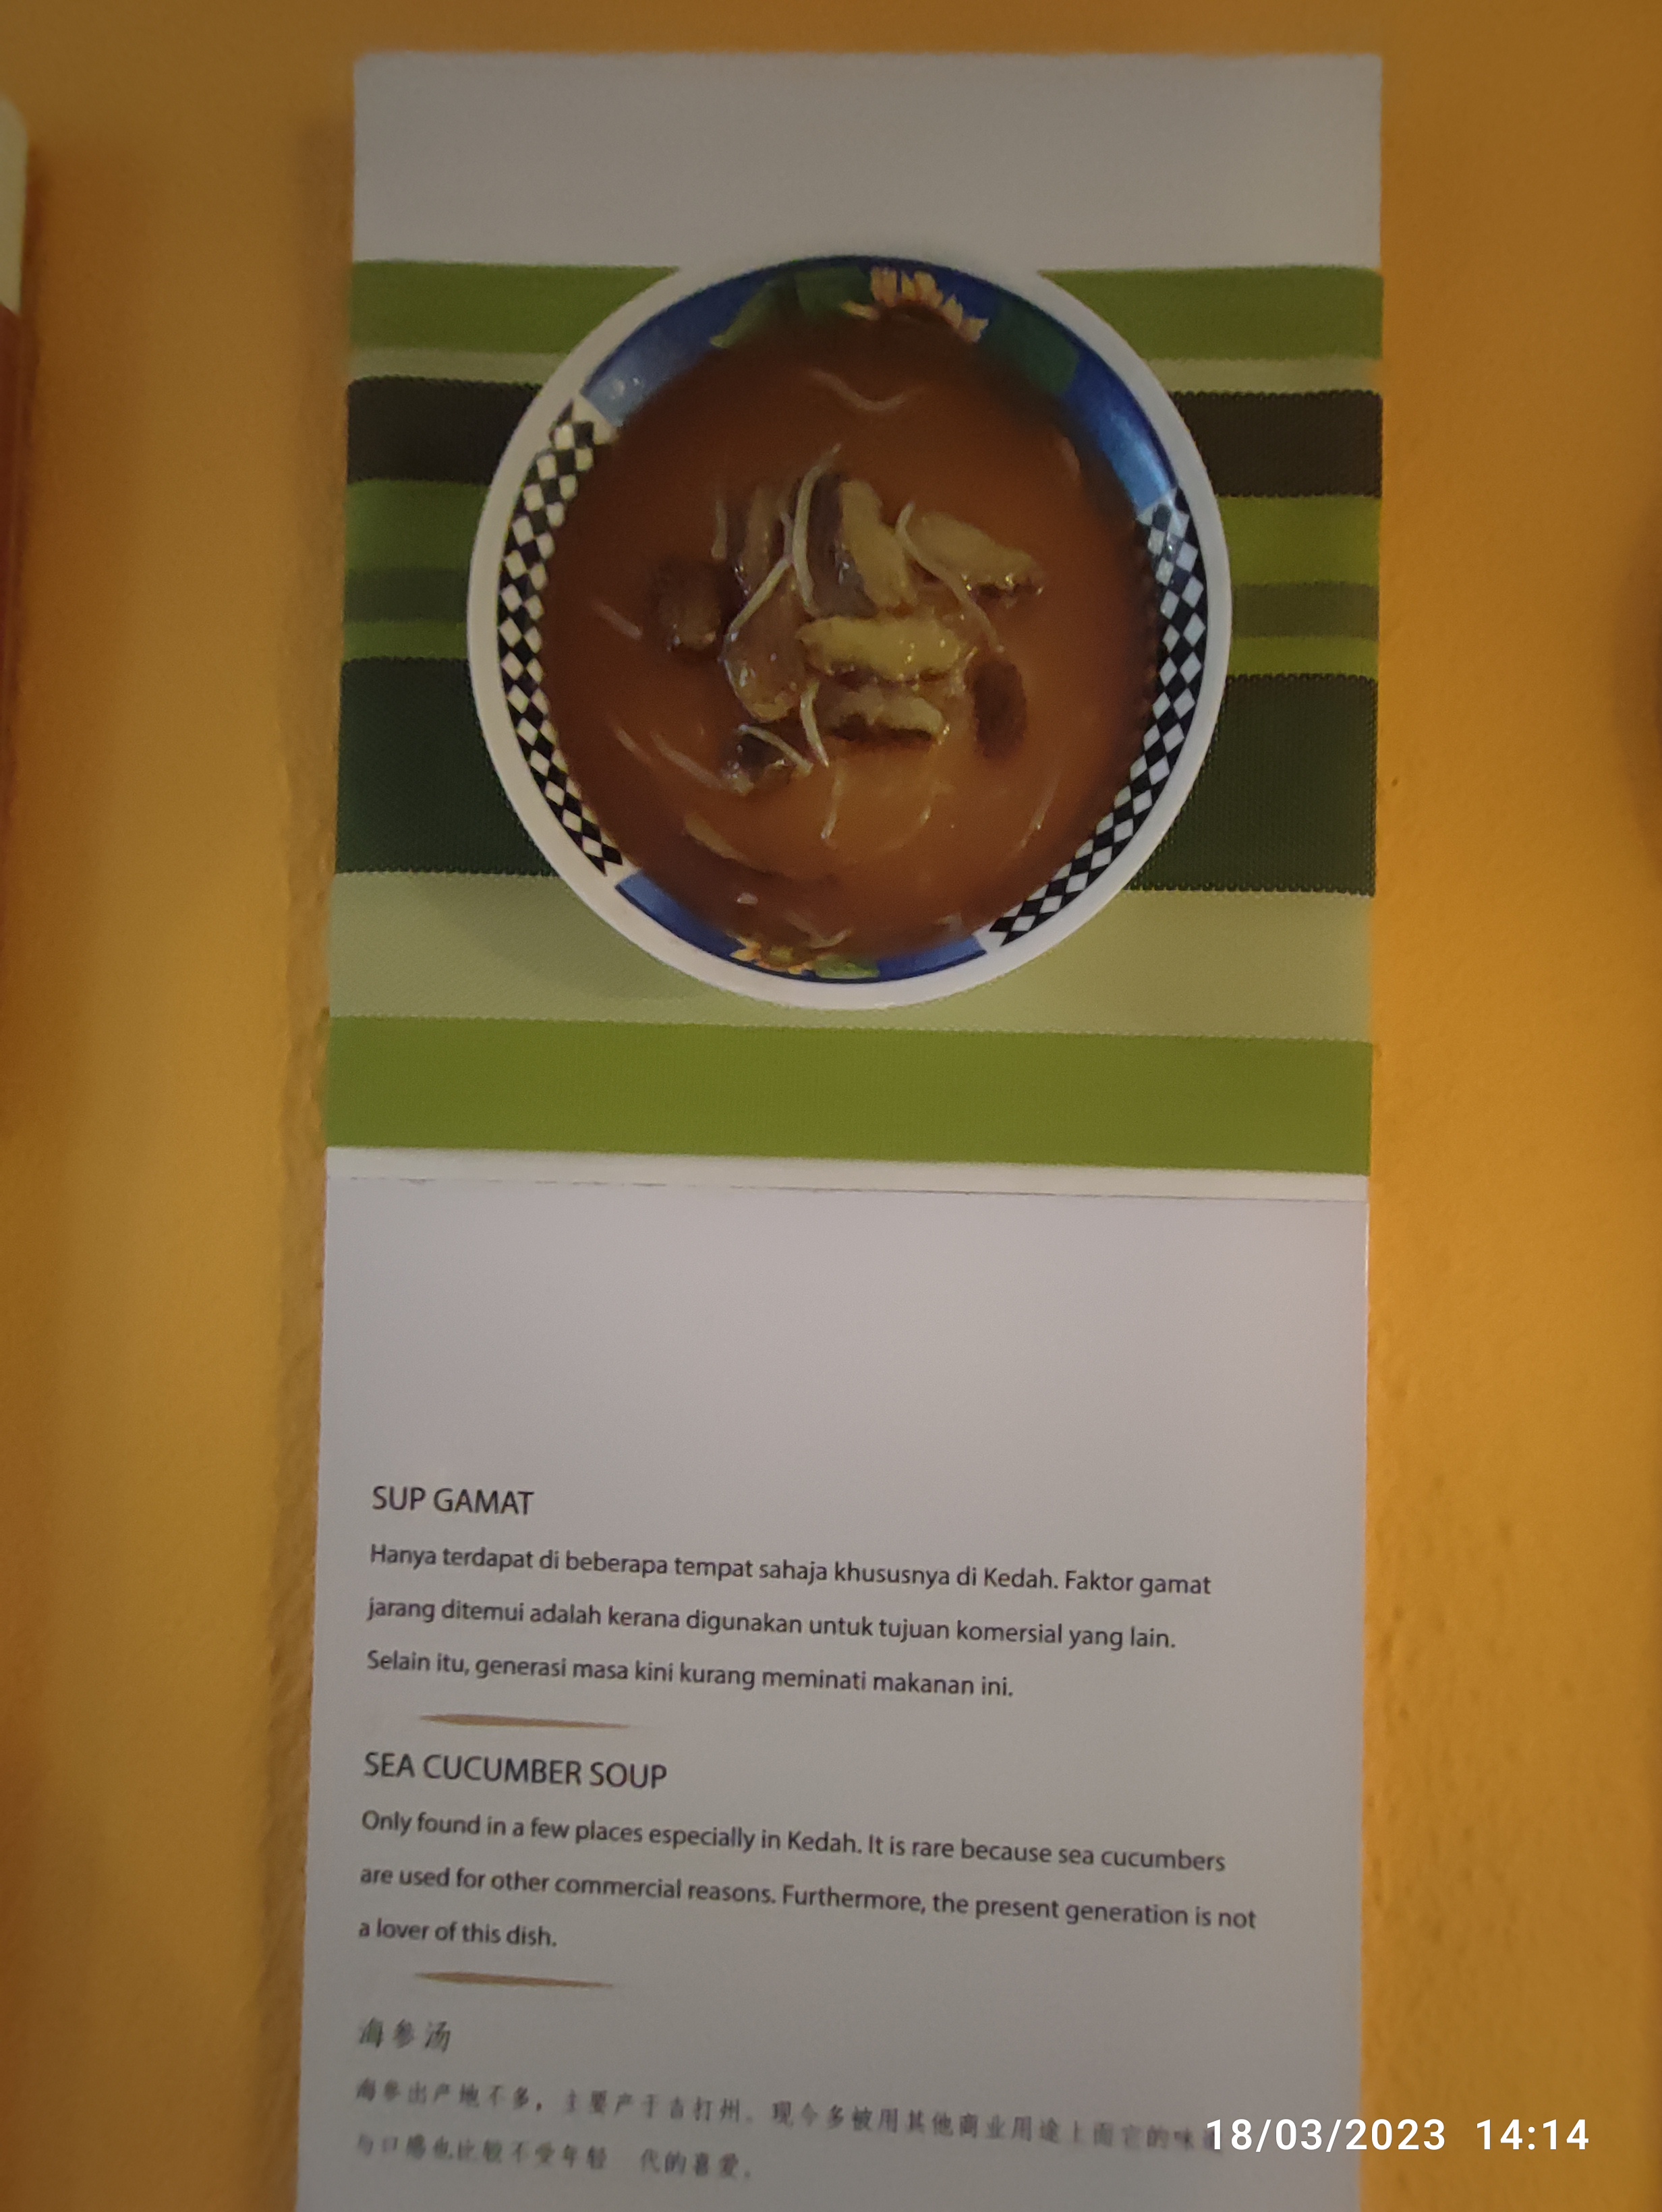 SUP GAMAT
Hanya terdapat di beberapa tempat sahaja khususnya di Kedah. Faktor gamat
jarang ditemui adalah kerana digunakan untuk tujuan komersial yang lain.
Selain itu, generasi masa kini kurang meminati makanan ini.
SEA CUCUMBER SOUP
Only found in a few places especially in Kedah. It is rare because sea cucumbers
are used for other commercial reasons. Furthermore, the present generation is not
a lover of this dish.
海参汤
海参出产地不多，主要产于吉打州。现今多被用其他商业用途上面它的味
与口感也比较不受年轻 代的喜爱。
18/03/2023 14:14